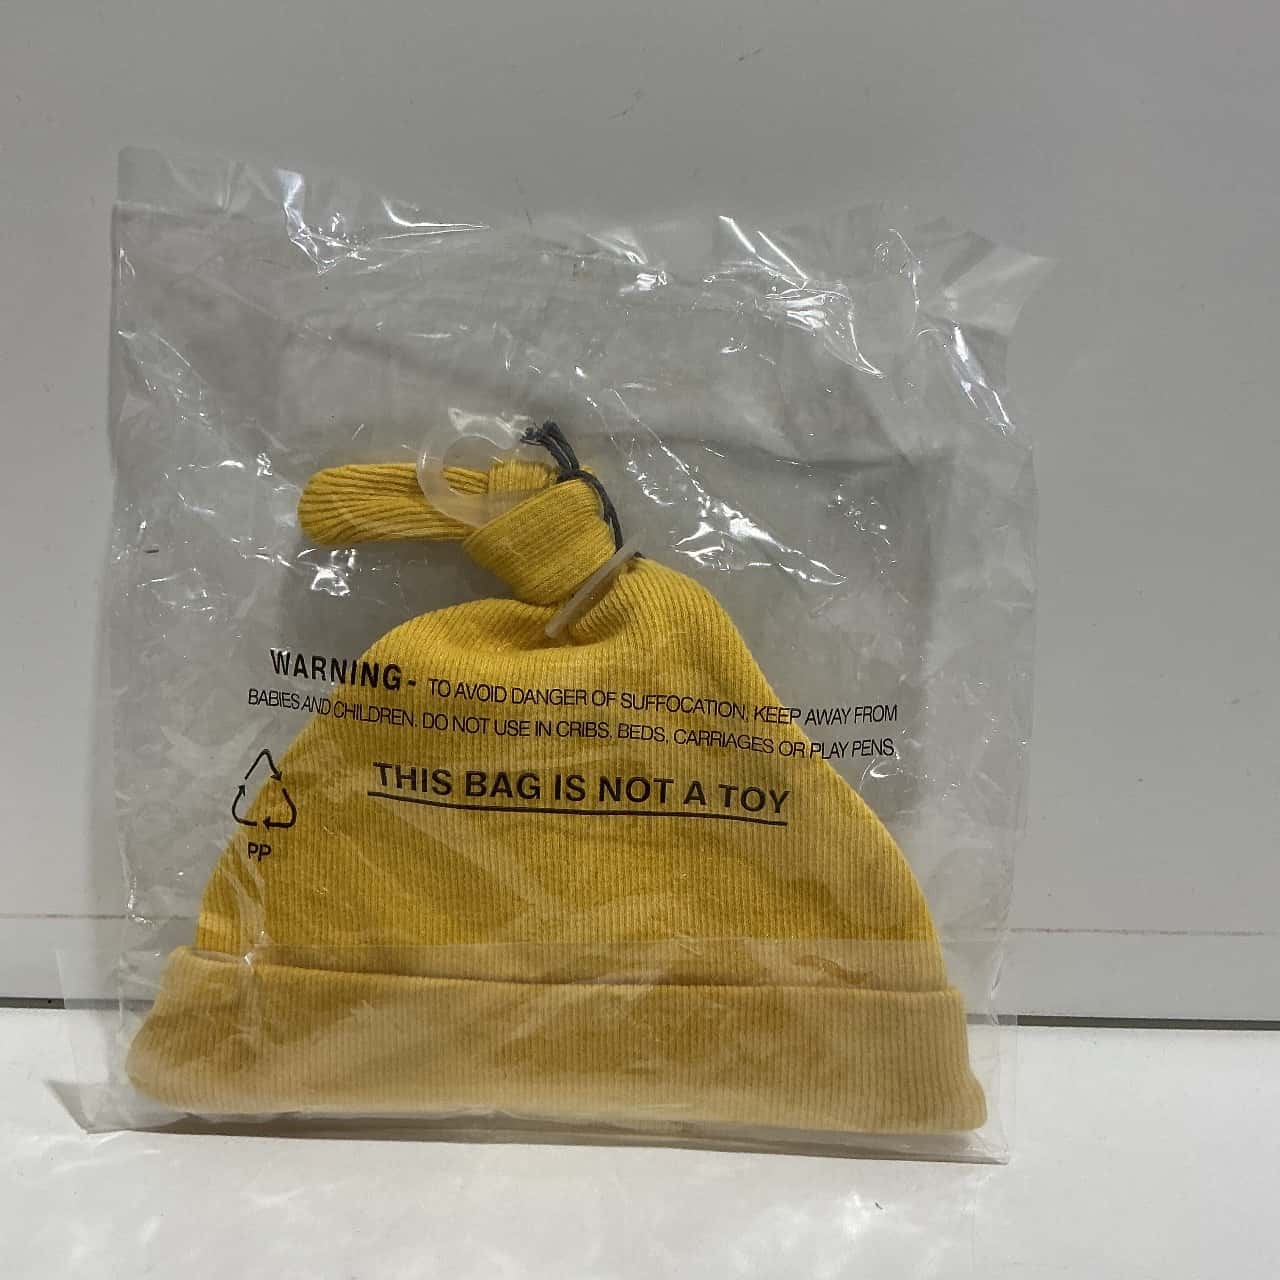 WARNING- TO AVOID DANGER OF SUFFOCATION, KEEP AWAY FROM
BABIES AND CHILDREN. DO NOT USE IN CRIBS, BEDS, CARRIAGES OR PLAY PENS.
THIS BAG IS NOT A TOY
PP